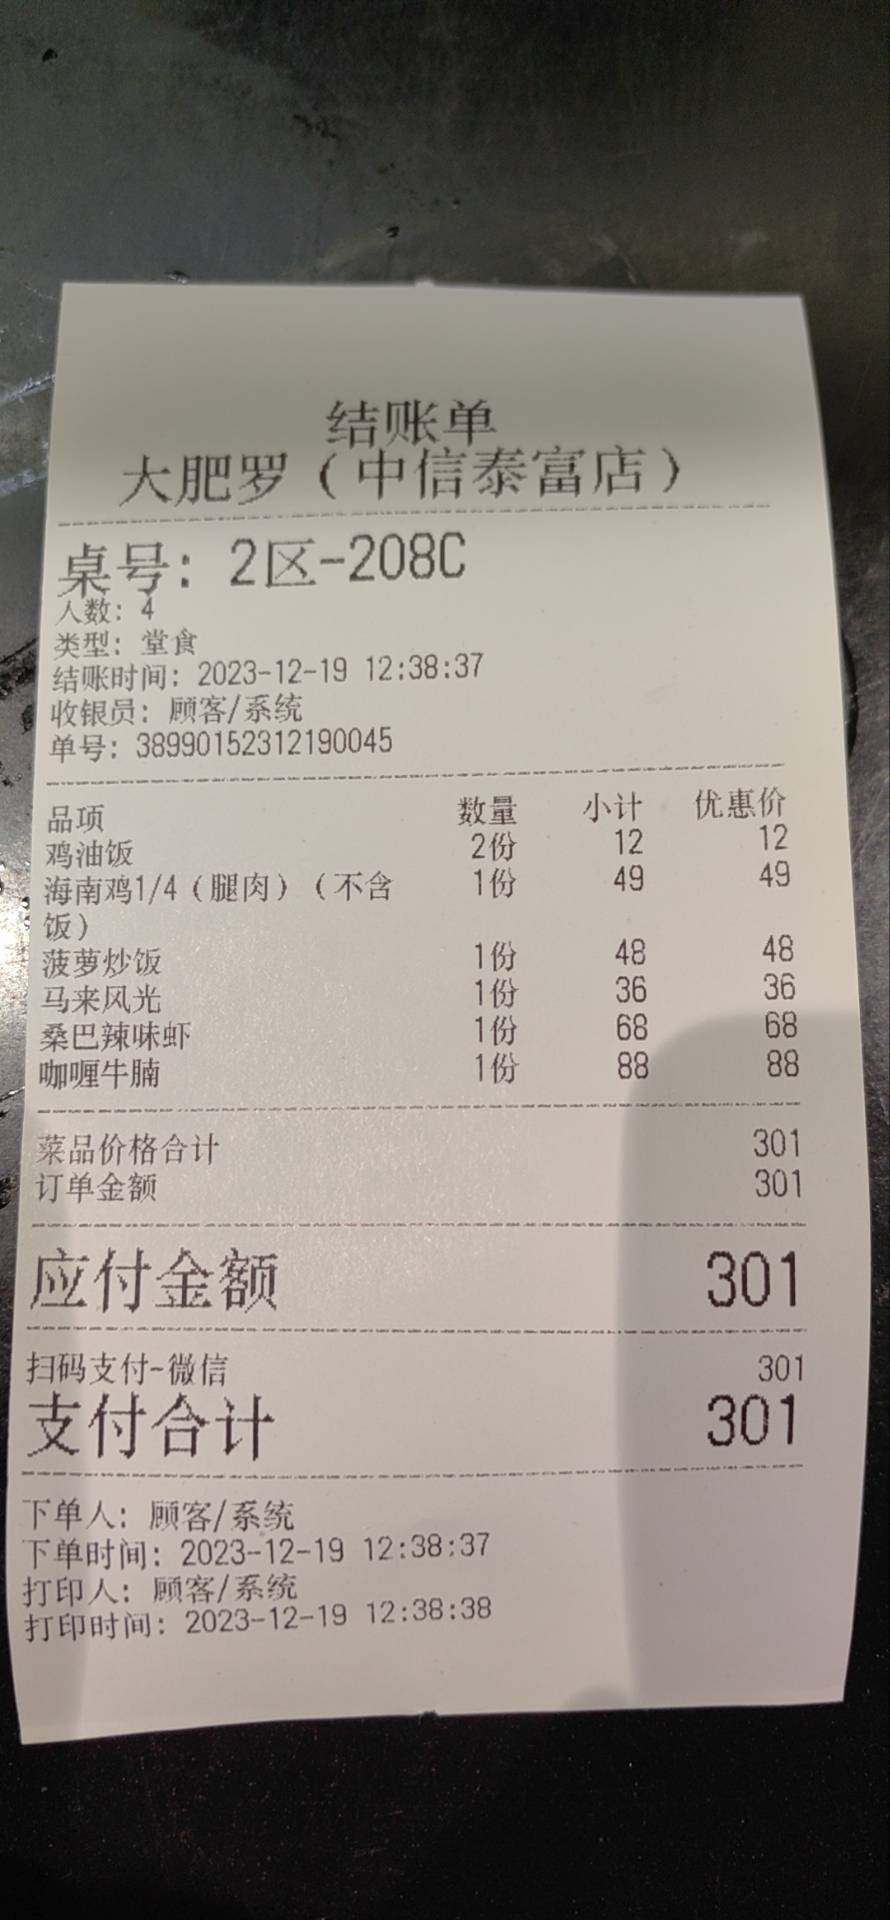 结账单
大肥罗（中信泰富店）
桌号：2区-208C
人数：4
类型：堂食
结账时间：2023-12-19 12:38:37
收银员：顾客/系统
单号：38990152312190045
品项 数量 小计 优惠价
鸡油饭 2份 12 12
海南鸡1/4（腿肉）（不含 1份 49 49
饭）
菠萝炒饭 1份 48 48
马来风光 1份 36 36
桑巴辣味虾 1份 68 68
咖喱牛腩 1份 88 88
菜品价格合计 301
订单金额 301
应付金额 301
扫码支付-微信 301
支付合计 301
下单人：顾客/系统
下单时间：2023-12-19 12:38:37
打印人：顾客/系统
打印时间：2023-12-19 12:38:38